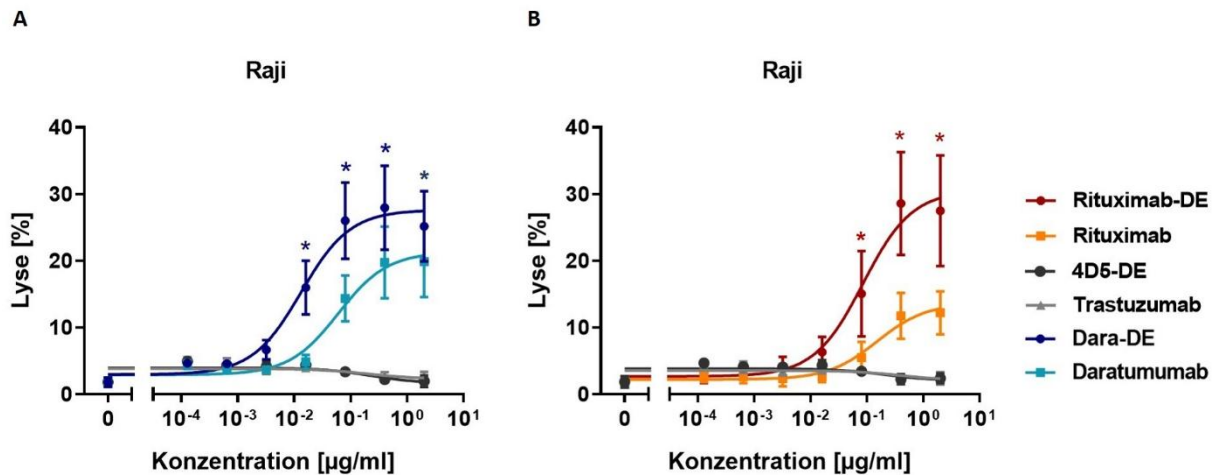 A
B
Raji
Raji
* * * *
* * *
40
30
20
10
0
40
30
20
10
0
Lyse [%]
Lyse [%]
0 10⁻⁴ 10⁻³ 10⁻² 10⁻¹ 10⁰ 10¹
0 10⁻⁴ 10⁻³ 10⁻² 10⁻¹ 10⁰ 10¹
Konzentration [µg/ml]
Konzentration [µg/ml]
Rituximab-DE
Rituximab
4D5-DE
Trastuzumab
Dara-DE
Daratumumab